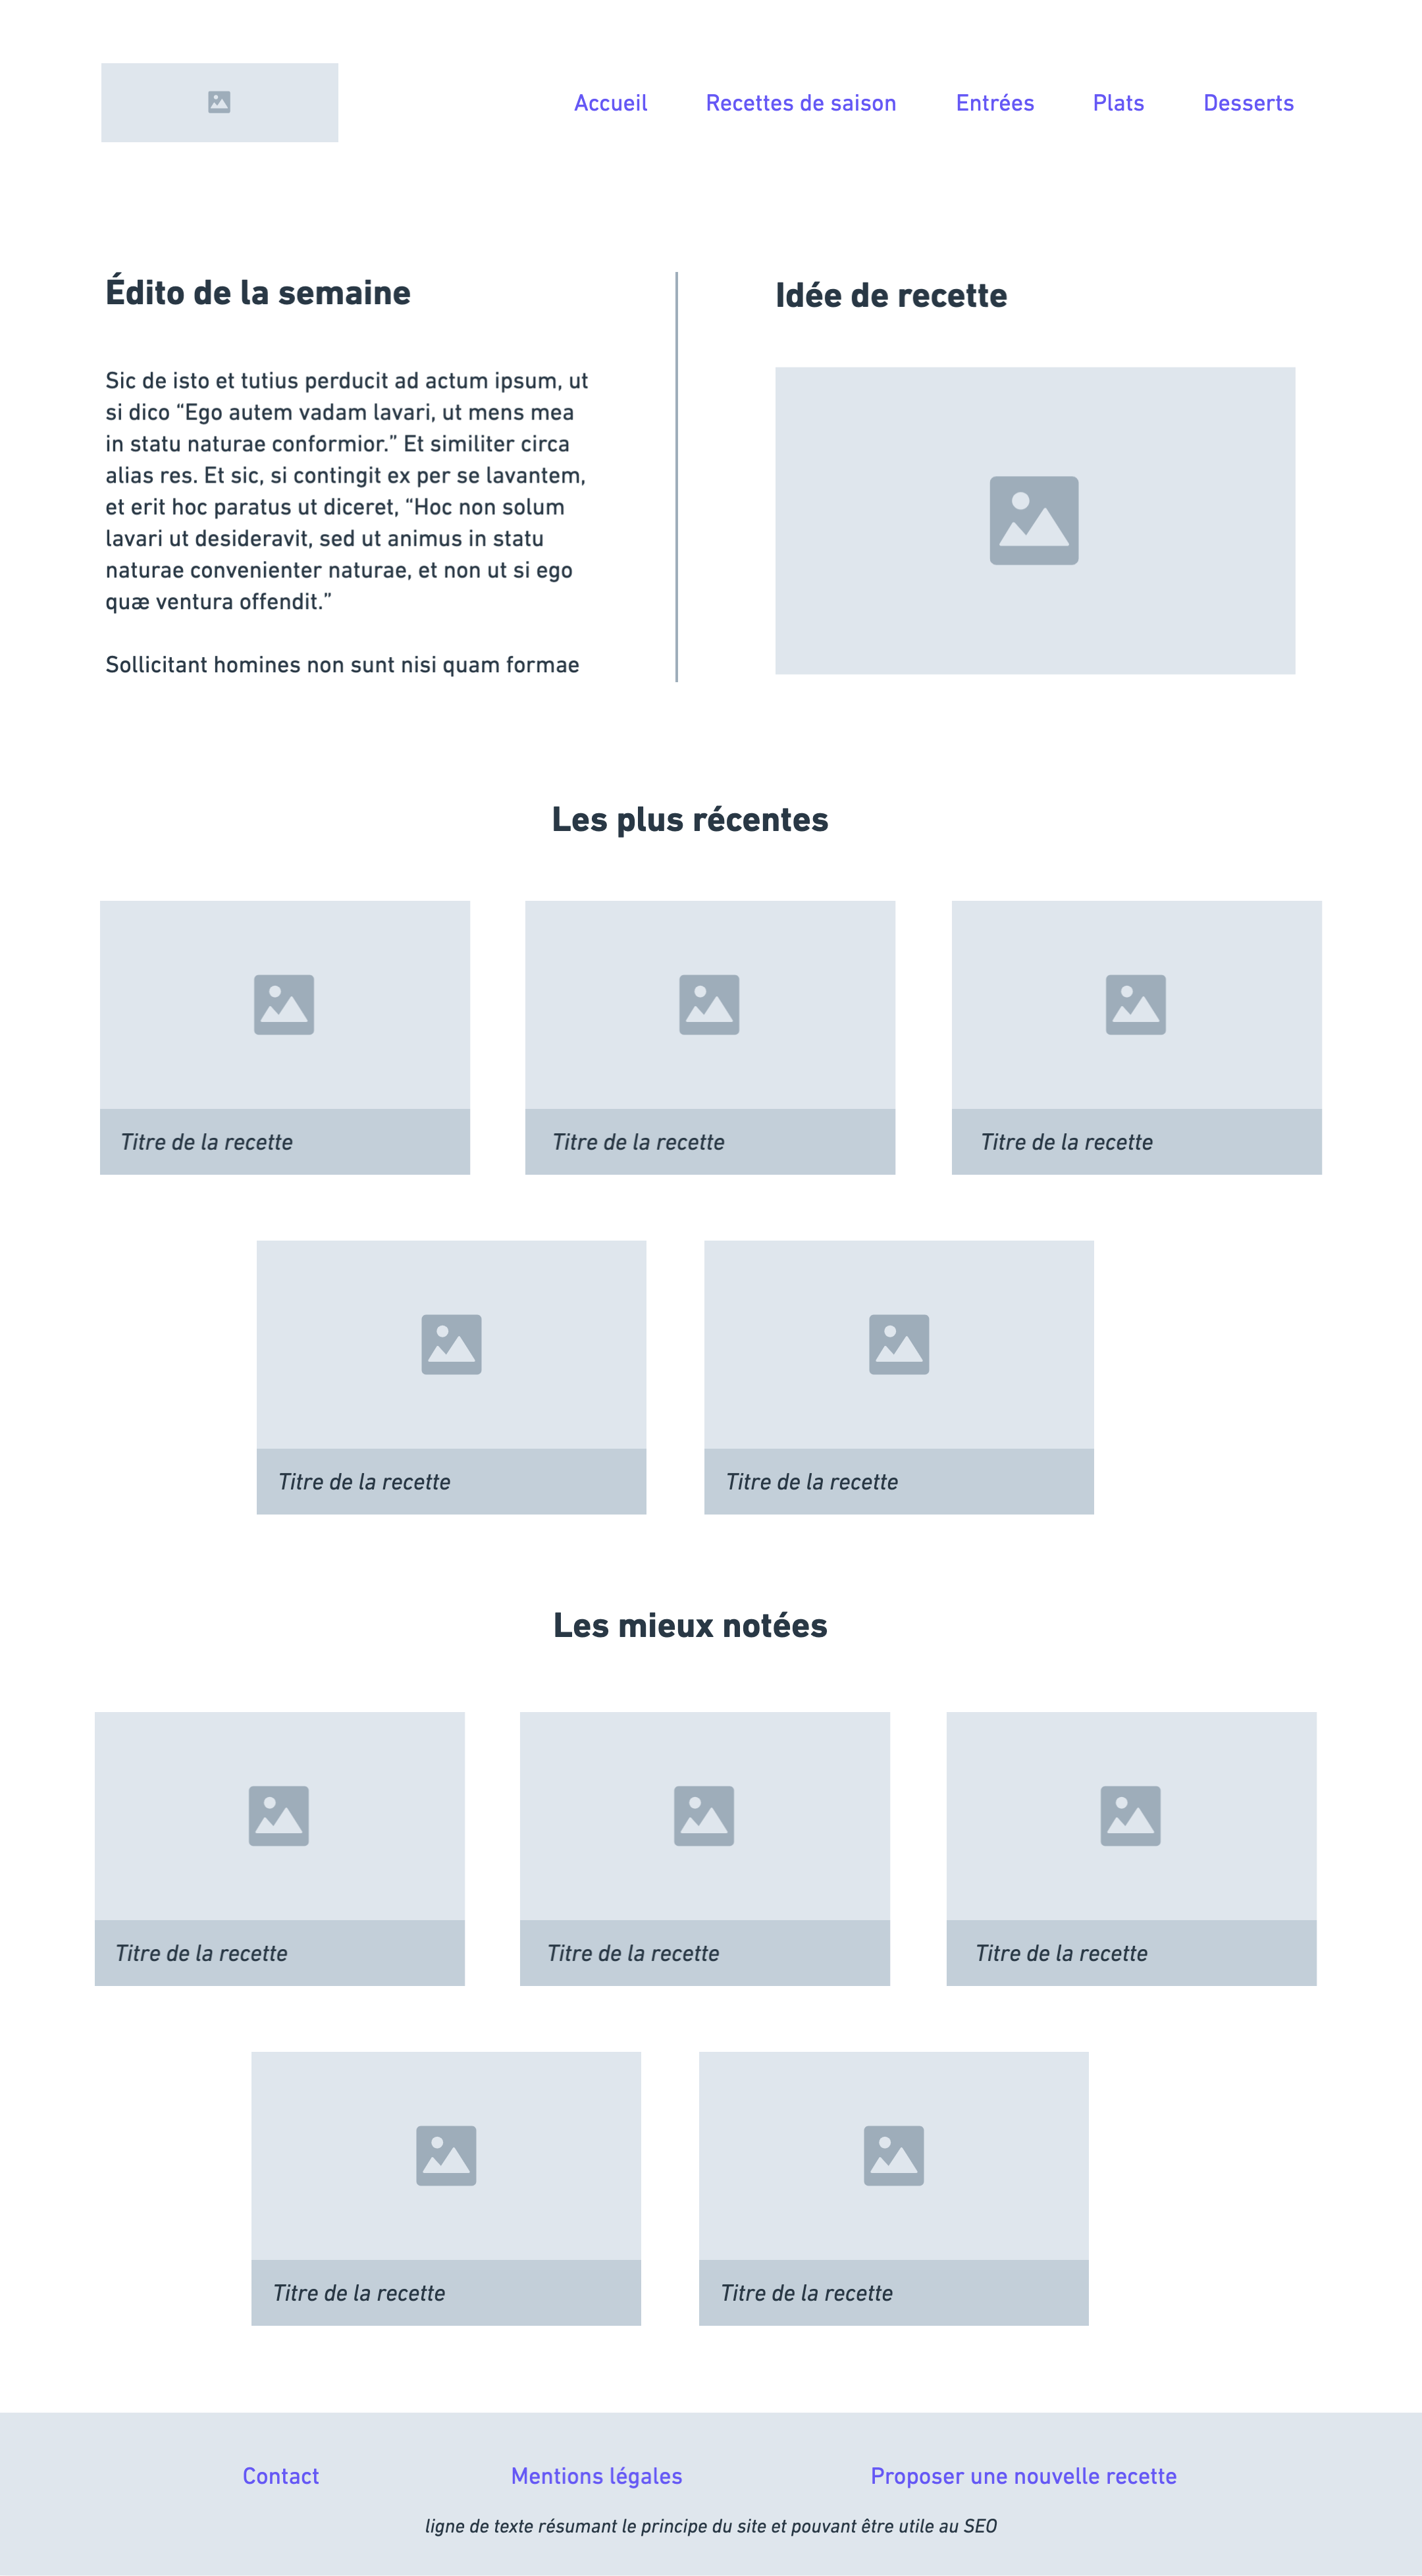 Accueil Recettes de saison Entrées Plats Desserts
Édito de la semaine
Sic de isto et tutius perducit ad actum ipsum, ut
si dico “Ego autem vadam lavari, ut mens mea
in statu naturae conformior.” Et similiter circa
alias res. Et sic, si contingit ex per se lavantem,
et erit hoc paratus ut diceret, “Hoc non solum
lavari ut desideravit, sed ut animus in statu
naturae convenienter naturae, et non ut si ego
quæ ventura offendit.”
Sollicitant homines non sunt nisi quam formae
Idée de recette
Les plus récentes
Titre de la recette
Titre de la recette
Titre de la recette
Titre de la recette
Titre de la recette
Les mieux notées
Titre de la recette
Titre de la recette
Titre de la recette
Titre de la recette
Titre de la recette
Contact Mentions légales Proposer une nouvelle recette
ligne de texte résumant le principe du site et pouvant être utile au SEO